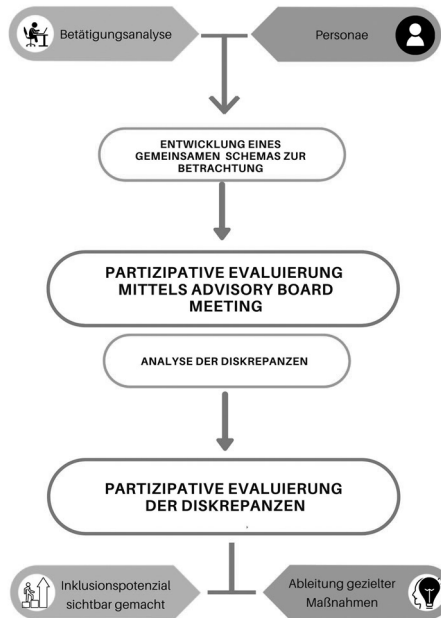 Betätigungsanalyse
Personae
ENTWICKLUNG EINES
GEMEINSAMEN SCHEMAS ZUR
BETRACHTUNG
PARTIZIPATIVE EVALUIERUNG
MITTELS ADVISORY BOARD
MEETING
ANALYSE DER DISKREPANZEN
PARTIZIPATIVE EVALUIERUNG
DER DISKREPANZEN
Inklusionspotenzial
sichtbar gemacht
Ableitung gezielter
Maßnahmen